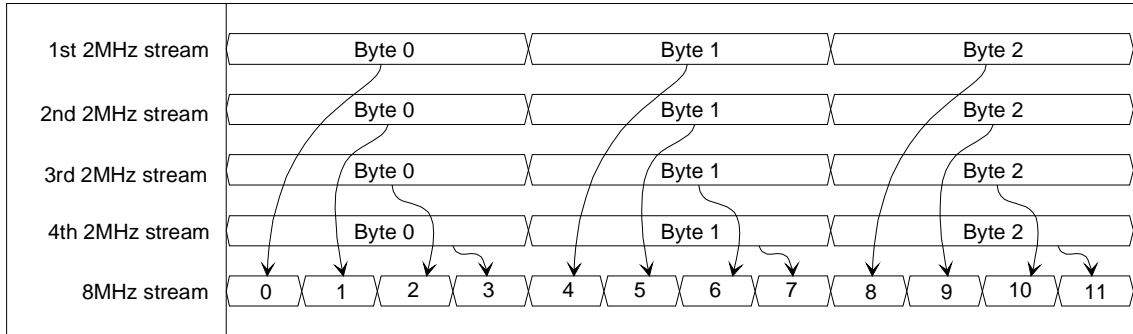 1st 2MHz stream Byte 0 Byte 1 Byte 2
2nd 2MHz stream Byte 0 Byte 1 Byte 2
3rd 2MHz stream Byte 0 Byte 1 Byte 2
4th 2MHz stream Byte 0 Byte 1 Byte 2
8MHz stream 0 1 2 3 4 5 6 7 8 9 10 11